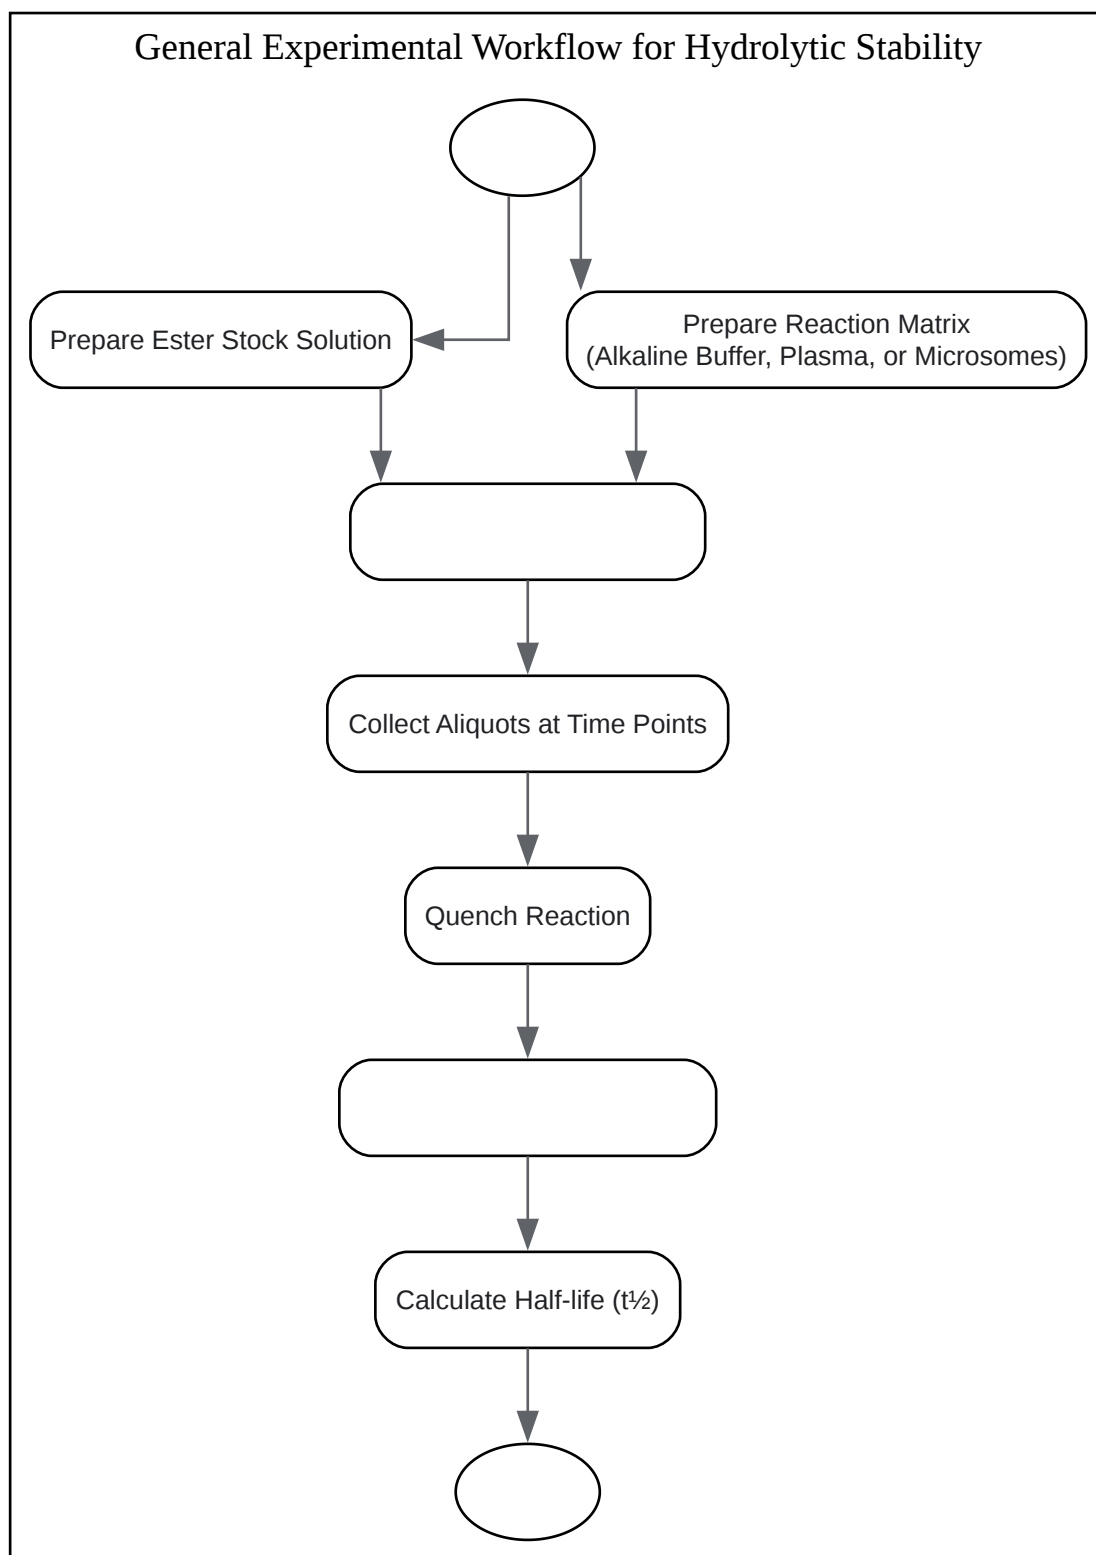 General Experimental Workflow for Hydrolytic Stability
Prepare Ester Stock Solution
Prepare Reaction Matrix
(Alkaline Buffer, Plasma, or Microsomes)
Collect Aliquots at Time Points
Quench Reaction
Calculate Half-life (t½)